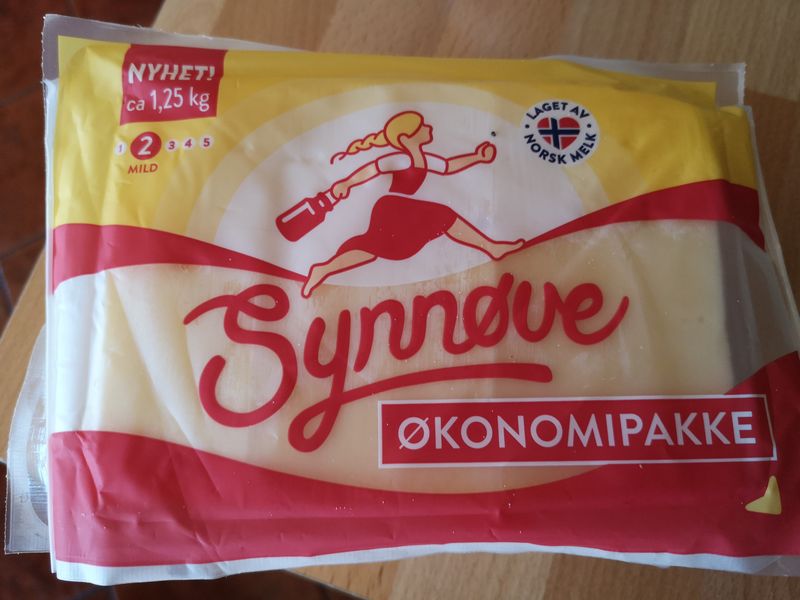 NYHET!
ca 1,25 kg
1 2 3 4 5
MILD
LAGET AV
NORSK MELK
Synnøve
ØKONOMIPAKKE